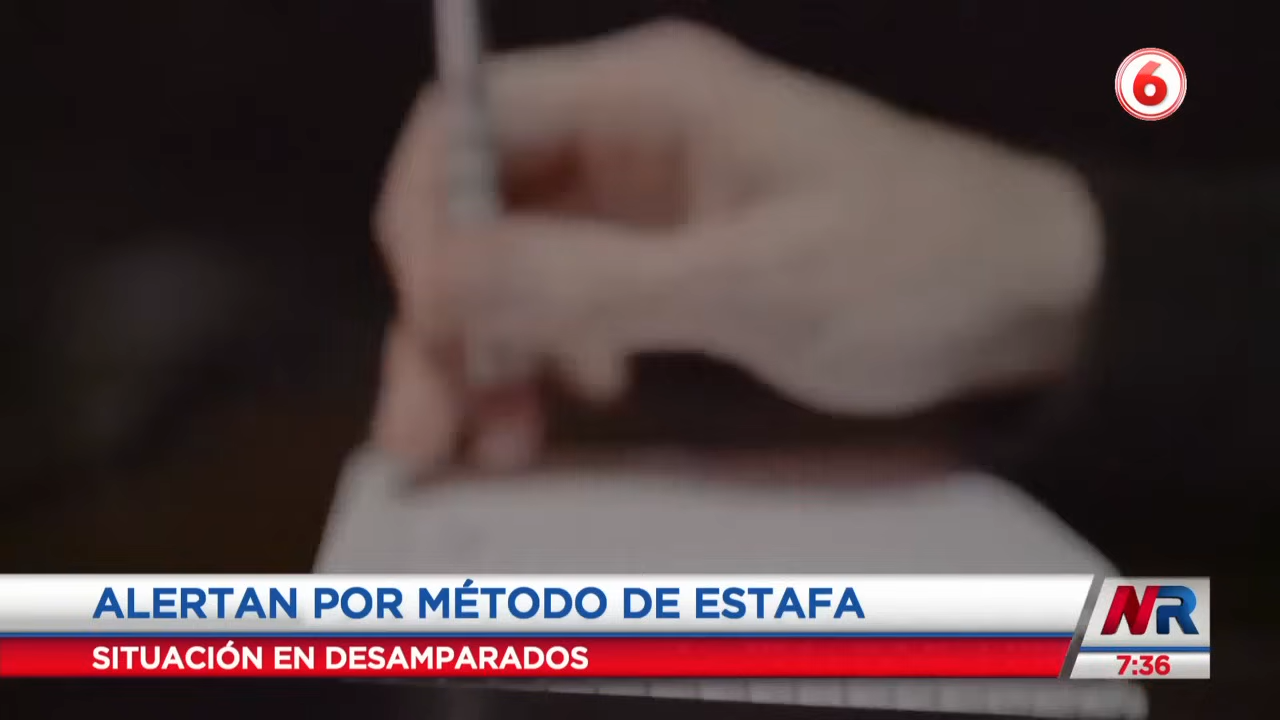 6
ALERTAN POR MÉTODO DE ESTAFA
NR
SITUACIÓN EN DESAMPARADOS
7:36